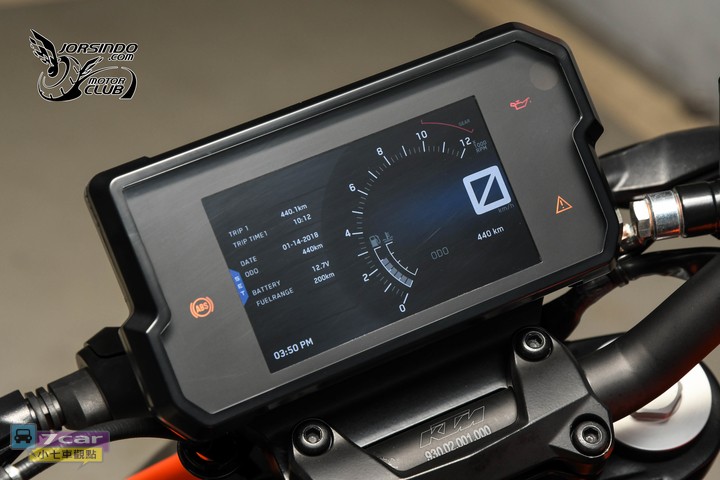 JORSINDO
.com
MOTOR
CLUB
TRIP 1 440.1km
TRIP TIME1 10:12
DATE 01-14-2018
ODO 440km
BATTERY 12.7V
FUELRANGE 200km
03:50 PM
0
2
4
6
8
10
12
1000
RPM
GEAR
ODO
km/h
440 km
ABS
KTM
930.02.001.000
7car
小七車觀點